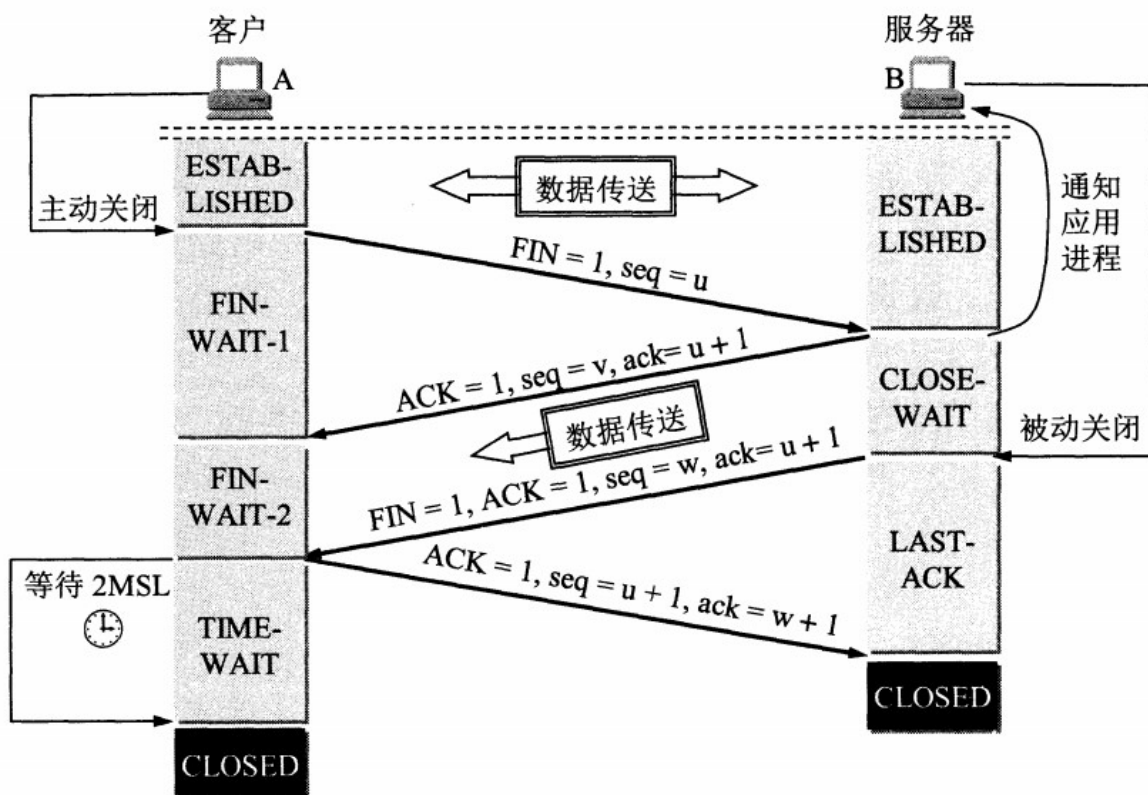 客户
服务器
A
B
ESTAB-
LISHED
数据传送
ESTAB-
LISHED
通知
应用
进程
主动关闭
FIN = 1, seq = u
FIN-
WAIT-1
ACK = 1, seq = v, ack= u + 1
CLOSE-
WAIT
数据传送
被动关闭
FIN-
WAIT-2
FIN = 1, ACK = 1, seq = w, ack= u + 1
LAST-
ACK
ACK = 1, seq = u + 1, ack = w + 1
等待 2MSL
TIME-
WAIT
CLOSED
CLOSED